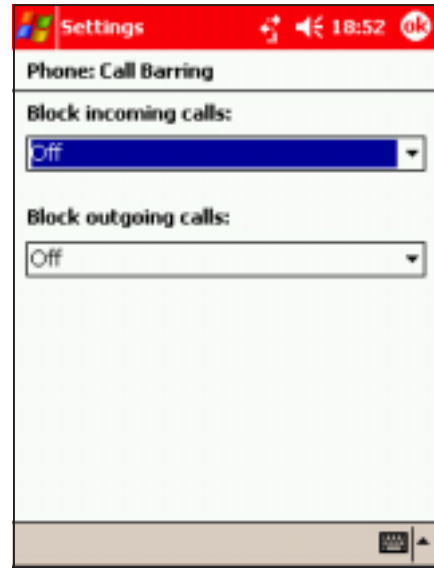 Settings 18:52 ok
Phone: Call Barring
Block incoming calls:
Off
Block outgoing calls:
Off